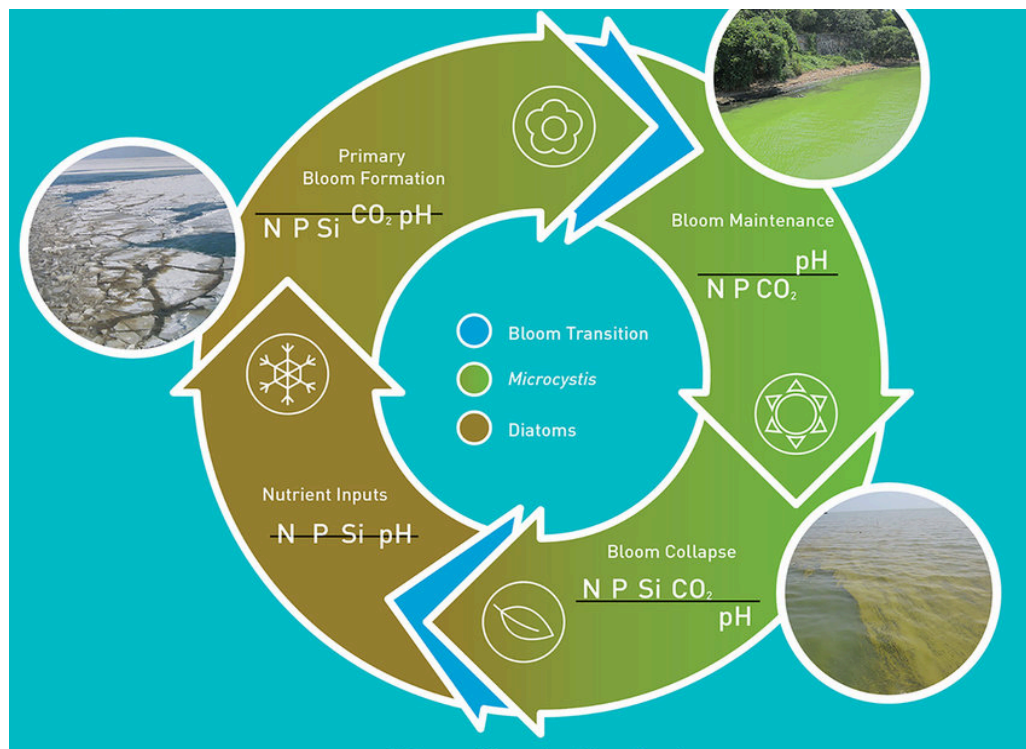 Primary
Bloom Formation
N P Si CO₂ pH
Bloom Maintenance
pH
N P CO₂
Bloom Transition
Microcystis
Diatoms
Nutrient Inputs
N P Si pH
Bloom Collapse
N P Si CO₂
pH